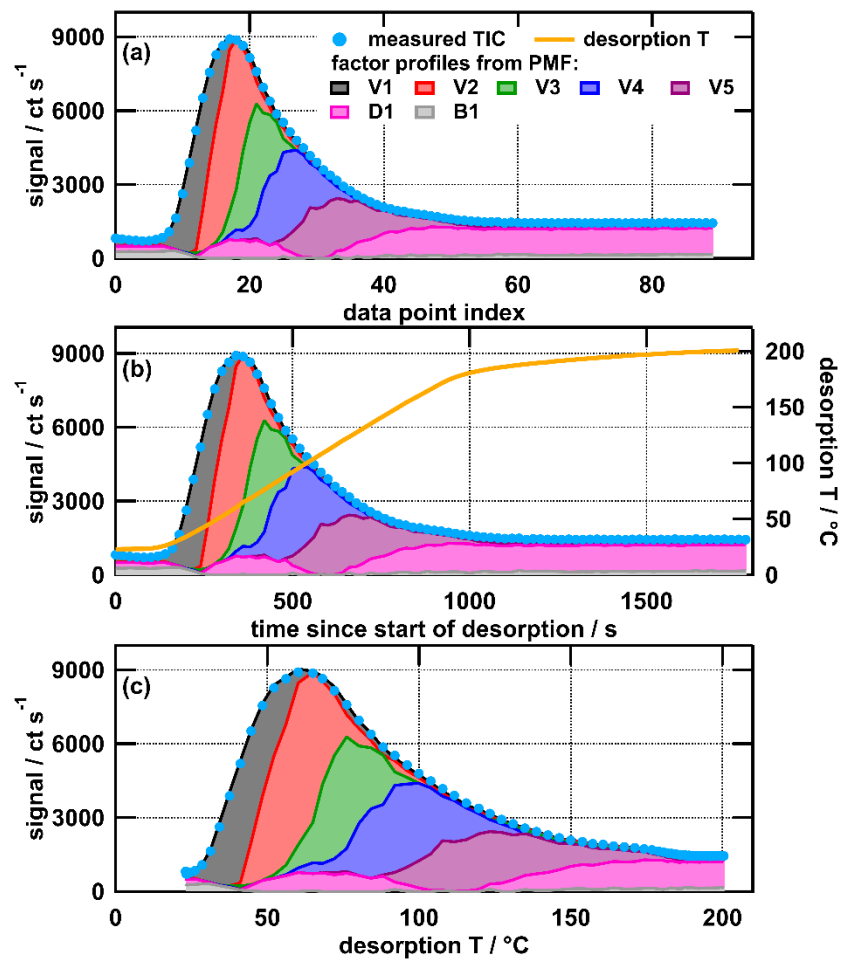 (a)
measured TIC desorption T
factor profiles from PMF:
V1 V2 V3 V4 V5
D1 B1
9000
6000
3000
0
signal / ct s⁻¹
0 20 40 60 80
data point index
(b)
9000
6000
3000
0
signal / ct s⁻¹
200
150
100
50
0
desorption T / °C
0 500 1000 1500
time since start of desorption / s
(c)
9000
6000
3000
0
signal / ct s⁻¹
0 50 100 150 200
desorption T / °C